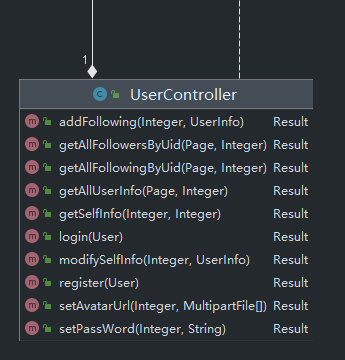 1
UserController
addFollowing(Integer, UserInfo) Result
getAllFollowersByUid(Page, Integer) Result
getAllFollowingByUid(Page, Integer) Result
getAllUserInfo(Page, Integer) Result
getSelfInfo(Integer, Integer) Result
login(User) Result
modifySelfInfo(Integer, UserInfo) Result
register(User) Result
setAvatarUrl(Integer, MultipartFile[]) Result
setPassWord(Integer, String) Result